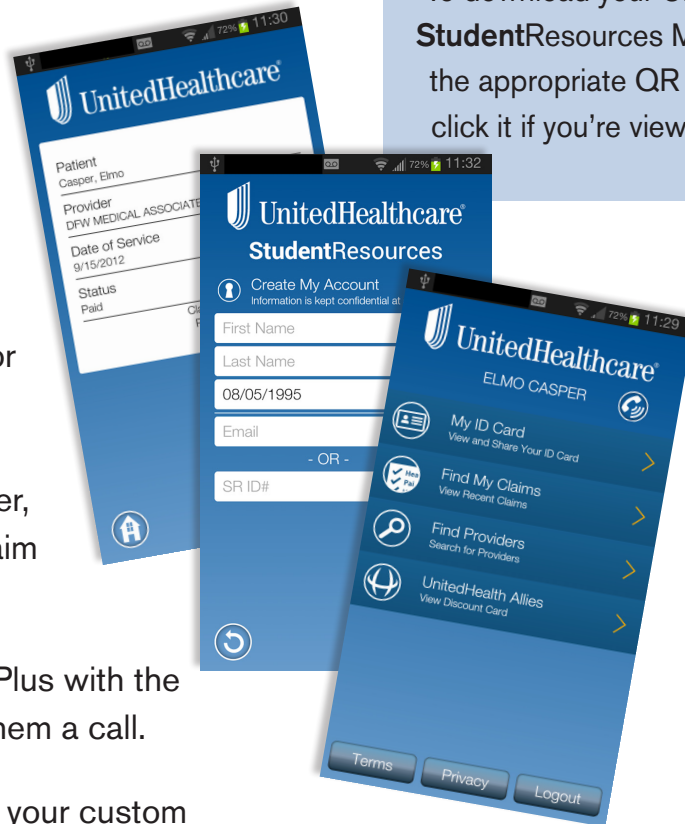 To download your
StudentResources M
the appropriate QR
click it if you're view
11:30
72%
UnitedHealthcare®
Patient
Casper, Elmo
Provider
DFW MEDICAL ASSOCIATE
Date of Service
9/15/2012
Status
Paid
72% 11:32
UnitedHealthcare®
StudentResources
Create My Account
Information is kept confidential at
First Name
Last Name
08/05/1995
Email
- OR -
SR ID#
72% 11:29
UnitedHealthcare®
ELMO CASPER
My ID Card
View and Share Your ID Card
Find My Claims
View Recent Claims
Find Providers
Search for Providers
UnitedHealth Allies
View Discount Card
Terms
Privacy
Logout
or
er,
aim
Plus with the
hem a call.
your custom